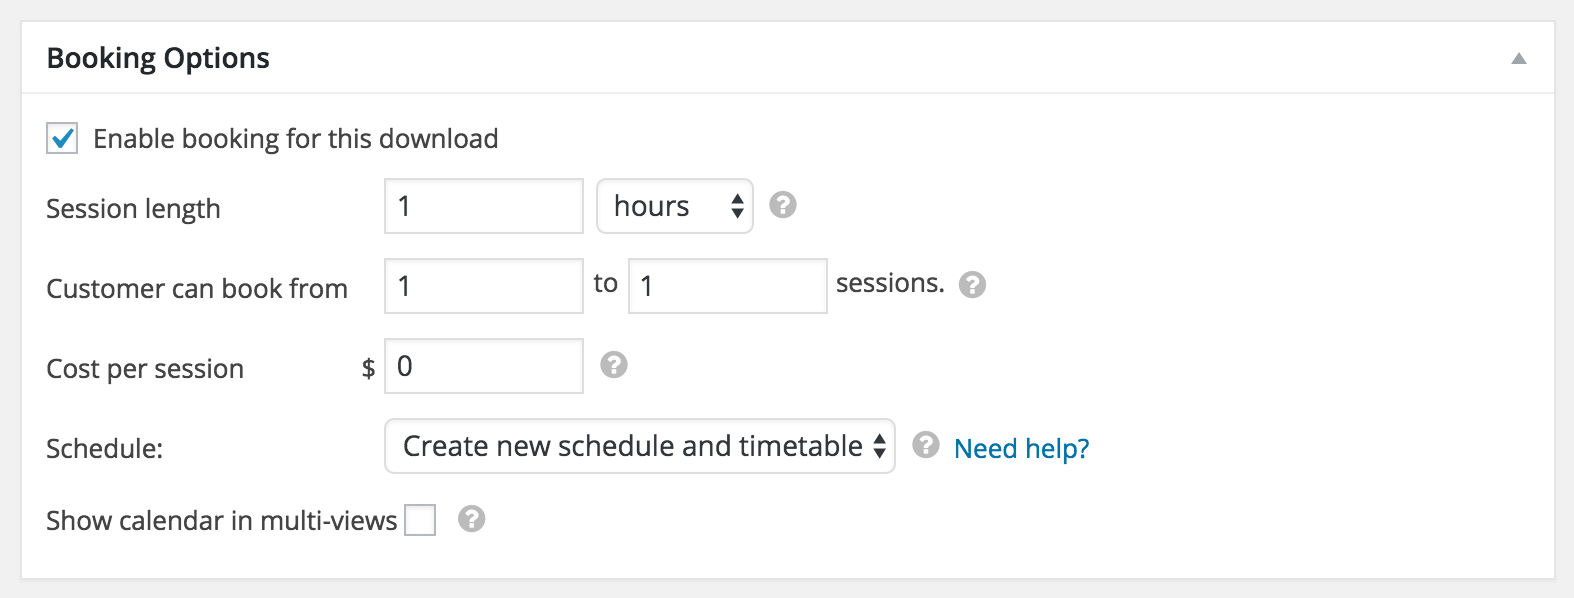 Booking Options
Enable booking for this download
Session length 1 hours ?
Customer can book from 1 to 1 sessions. ?
Cost per session $ 0 ?
Schedule: Create new schedule and timetable ? Need help?
Show calendar in multi-views ?